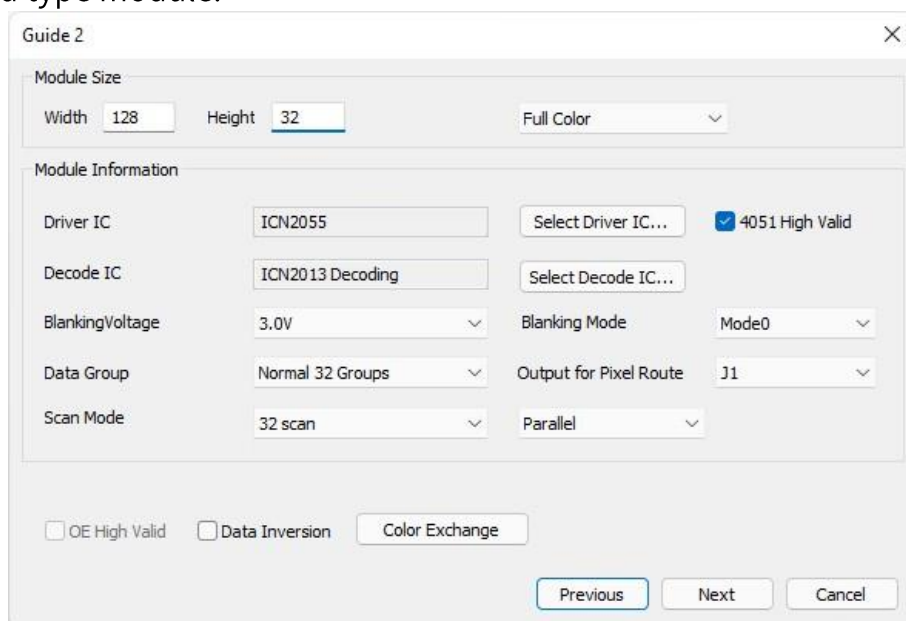 Guide 2
Module Size
Width 128 Height 32 Full Color
Module Information
Driver IC ICN2055 Select Driver IC... 4051 High Valid
Decode IC ICN2013 Decoding Select Decode IC...
BlankingVoltage 3.0V Blanking Mode Mode0
Data Group Normal 32 Groups Output for Pixel Route J1
Scan Mode 32 scan Parallel
OE High Valid Data Inversion Color Exchange
Previous Next Cancel